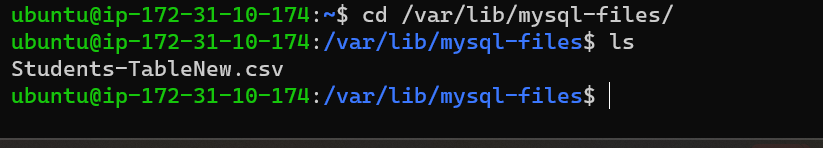 ubuntu@ip-172-31-10-174:~$ cd /var/lib/mysql-files/
ubuntu@ip-172-31-10-174:/var/lib/mysql-files$ ls
Students-TableNew.csv
ubuntu@ip-172-31-10-174:/var/lib/mysql-files$